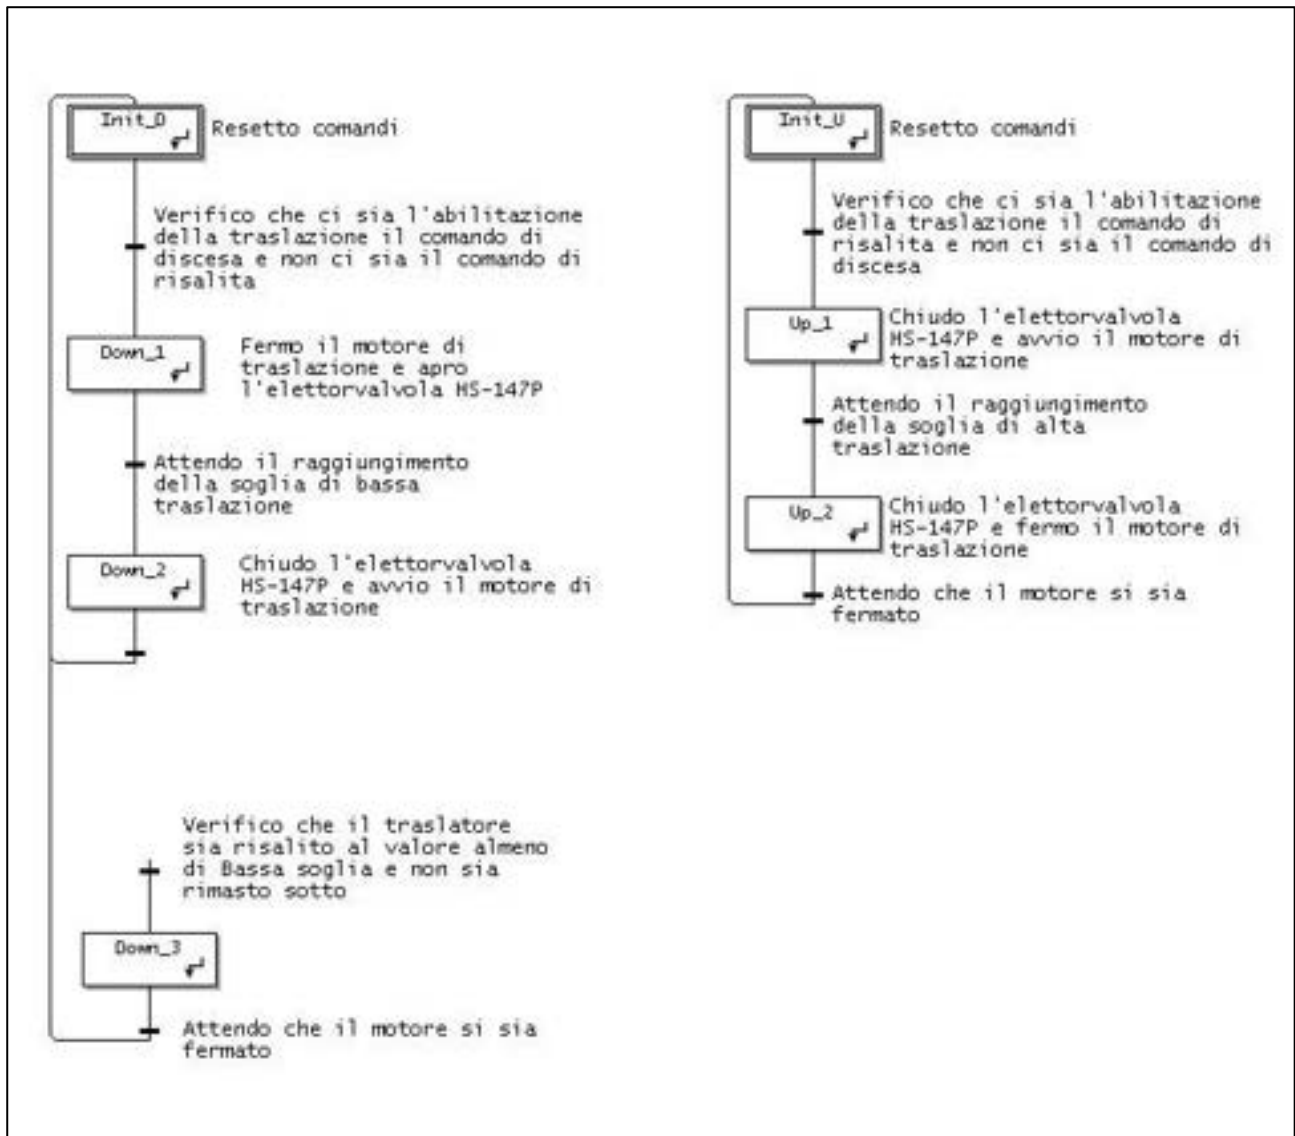 Init_D
Resetto comandi
Verifico che ci sia l'abilitazione
della traslazione il comando di
discesa e non ci sia il comando di
risalita
Down_1
Fermo il motore di
traslazione e apro
l'elettorvalvola HS-147P
Attendo il raggiungimento
della soglia di bassa
traslazione
Down_2
Chiudo l'elettorvalvola
HS-147P e avvio il motore di
traslazione
Verifico che il traslatore
sia risalito al valore almeno
di Bassa soglia e non sia
rimasto sotto
Down_3
Attendo che il motore si sia
fermato
Init_U
Resetto comandi
Verifico che ci sia l'abilitazione
della traslazione il comando di
risalita e non ci sia il comando di
discesa
Up_1
Chiudo l'elettorvalvola
HS-147P e avvio il motore di
traslazione
Attendo il raggiungimento
della soglia di alta
traslazione
Up_2
Chiudo l'elettorvalvola
HS-147P e fermo il motore di
traslazione
Attendo che il motore si sia
fermato